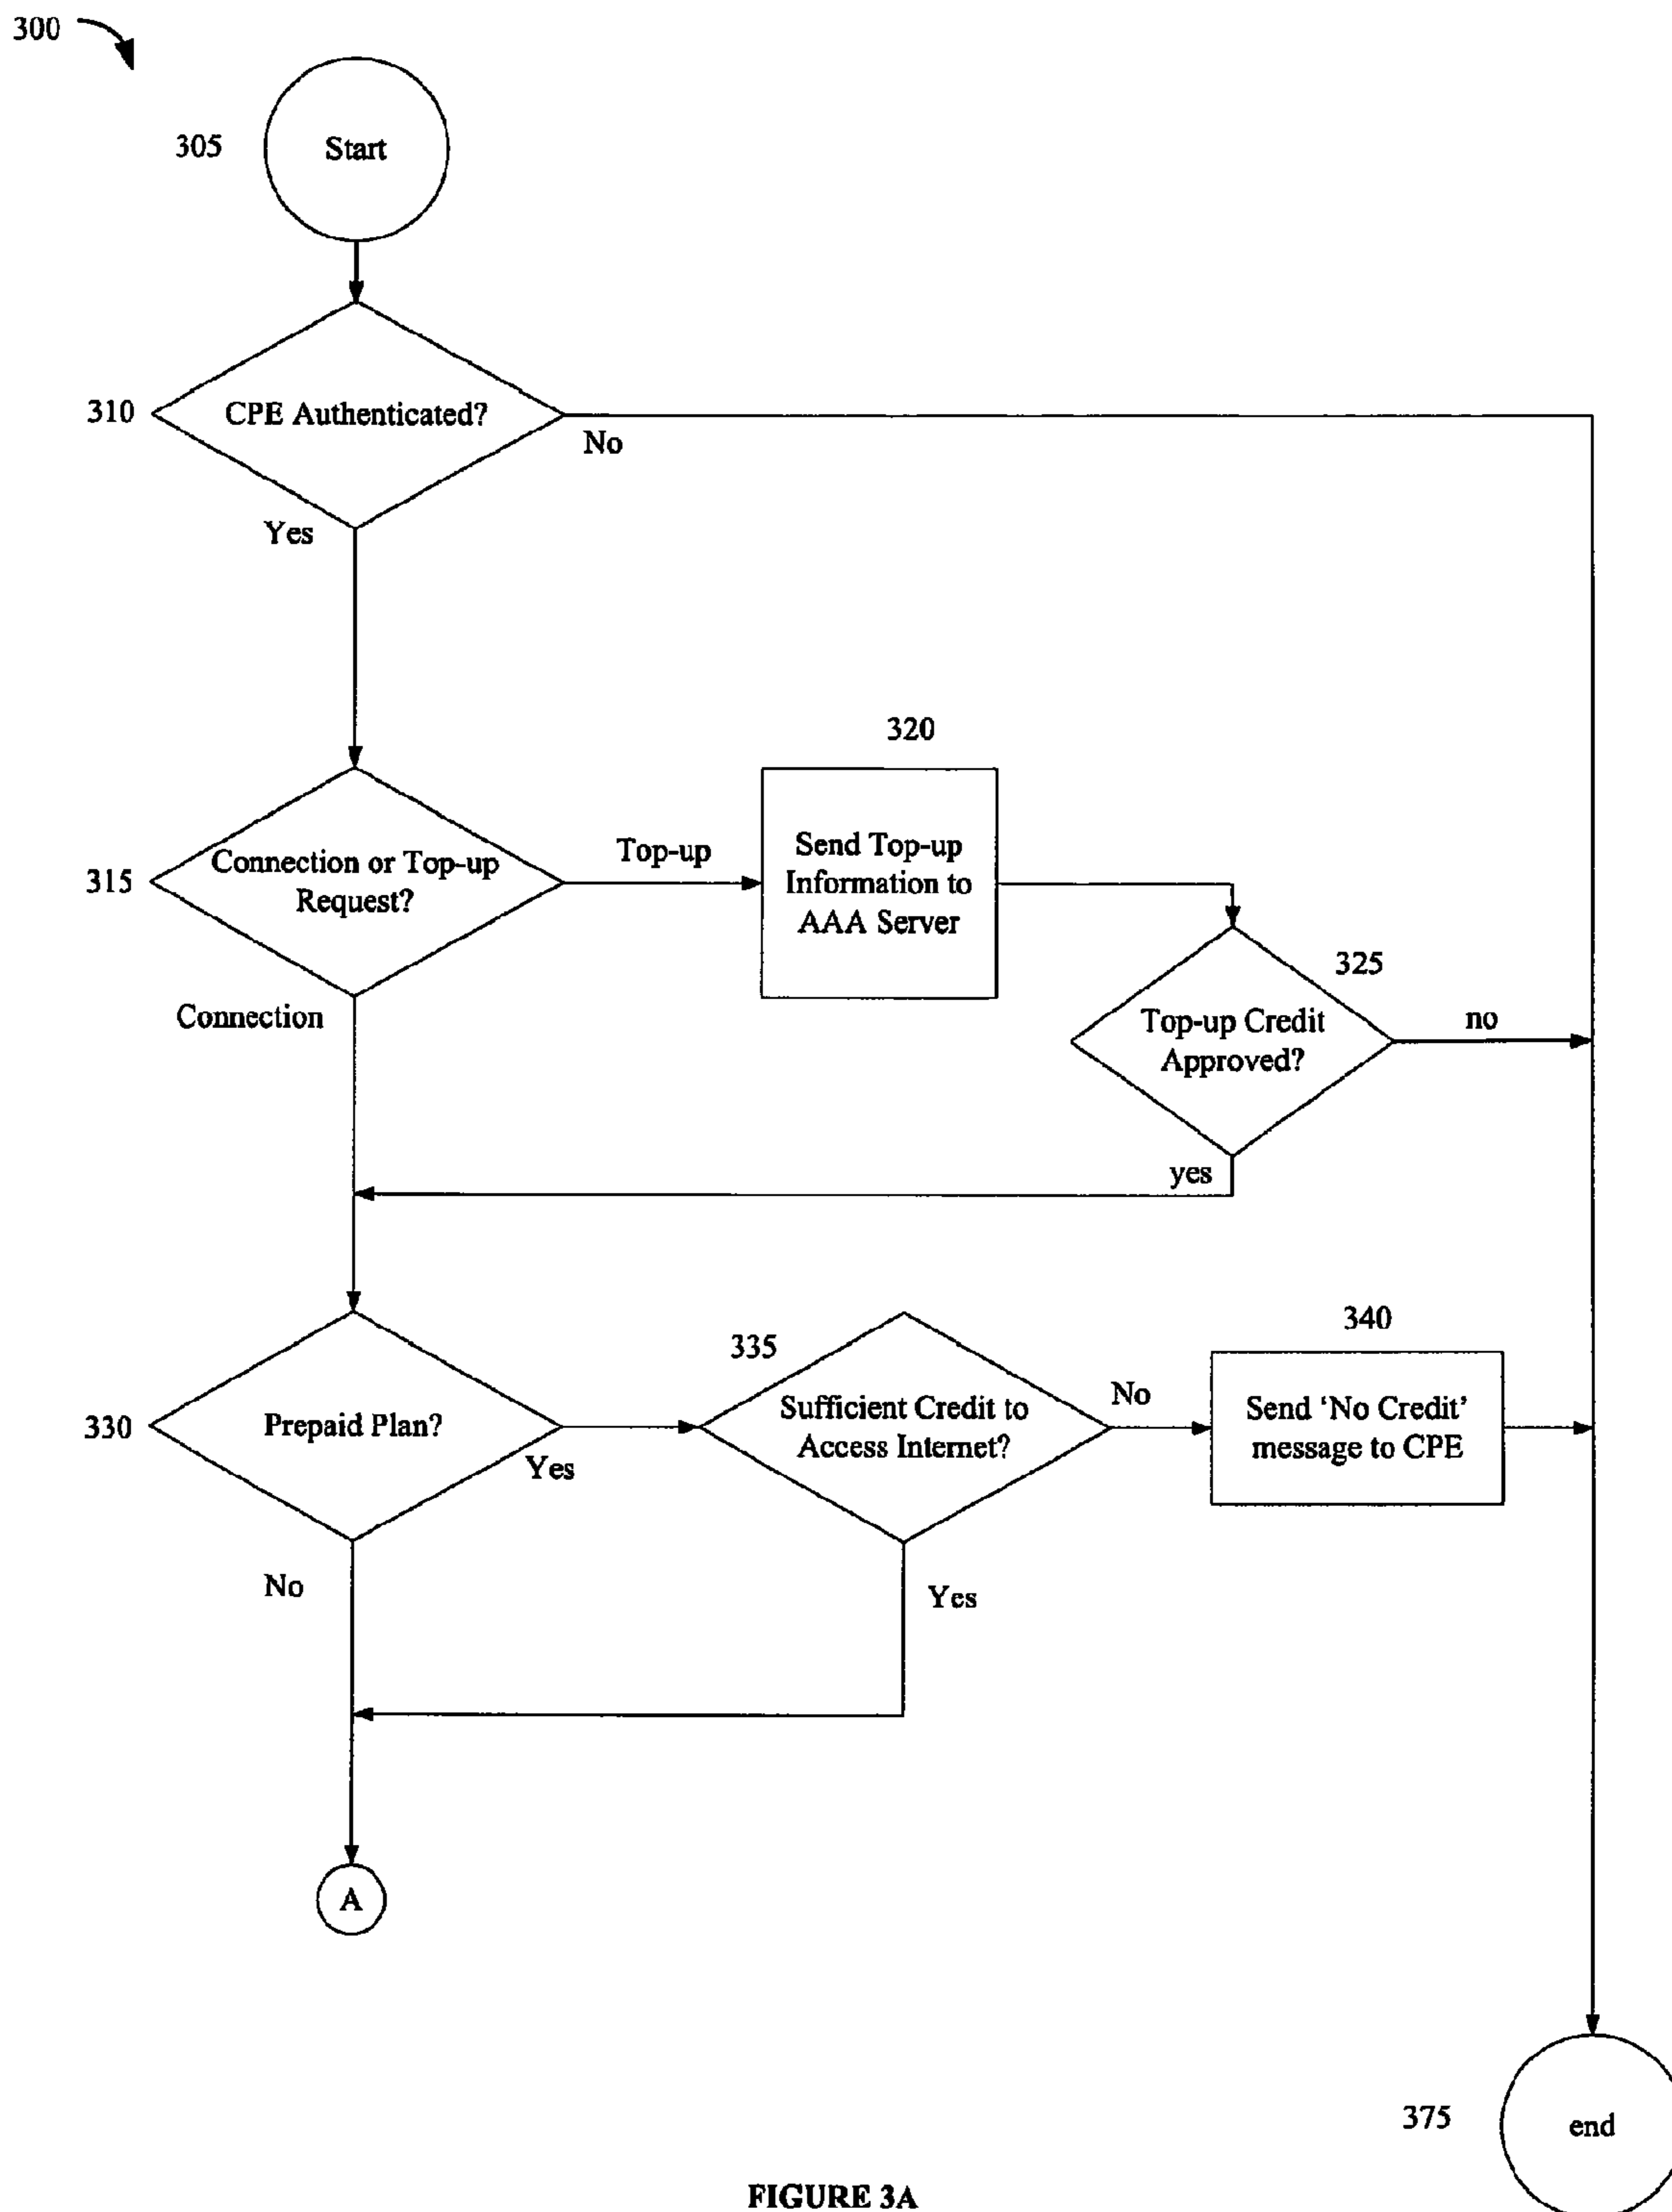 300
305
Start
310
CPE Authenticated?
No
Yes
320
315
Connection or Top-up
Request?
Top-up
Send Top-up
Information to
AAA Server
325
Connection
Top-up Credit
Approved?
no
yes
340
335
330
Prepaid Plan?
Yes
Sufficient Credit to
Access Internet?
No
Send ‘No Credit’
message to CPE
No
Yes
A
375
end
FIGURE 3A